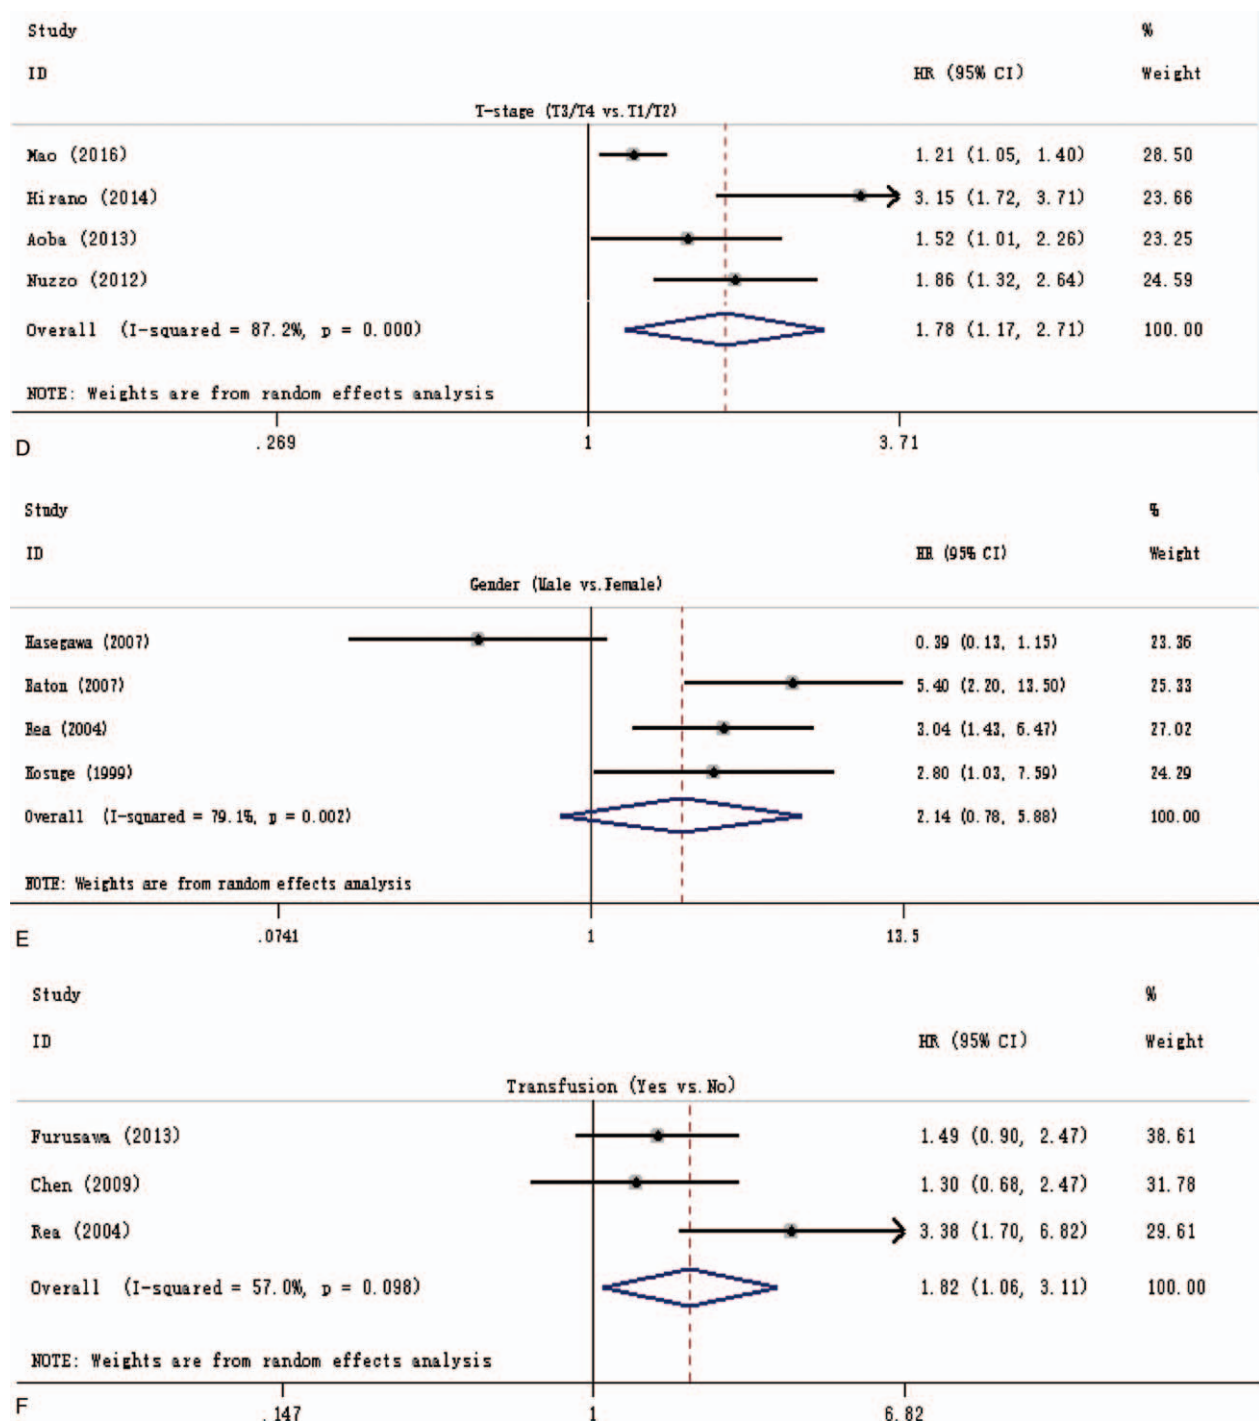 Study %
ID HR (95% CI) Weight
T-stage (T3/T4 vs.T1/T2)
Mao (2016) 1.21 (1.05, 1.40) 28.50
Hirano (2014) 3.15 (1.72, 3.71) 23.66
Aoba (2013) 1.52 (1.01, 2.26) 23.25
Nuzzo (2012) 1.86 (1.32, 2.64) 24.59
Overall (I-squared = 87.2%, p = 0.000) 1.78 (1.17, 2.71) 100.00
NOTE: Weights are from random effects analysis
D .269 1 3.71
Study %
ID HR (95% CI) Weight
Gender (Male vs.Female)
Hasegawa (2007) 0.39 (0.13, 1.15) 23.36
Baton (2007) 5.40 (2.20, 13.50) 25.33
Rea (2004) 3.04 (1.43, 6.47) 27.02
Kosuge (1999) 2.80 (1.03, 7.59) 24.29
Overall (I-squared = 79.1%, p = 0.002) 2.14 (0.78, 5.88) 100.00
NOTE: Weights are from random effects analysis
E .0741 1 13.5
Study %
ID HR (95% CI) Weight
Transfusion (Yes vs.No)
Furusawa (2013) 1.49 (0.90, 2.47) 38.61
Chen (2009) 1.30 (0.68, 2.47) 31.78
Rea (2004) 3.38 (1.70, 6.82) 29.61
Overall (I-squared = 57.0%, p = 0.098) 1.82 (1.06, 3.11) 100.00
NOTE: Weights are from random effects analysis
F .147 1 6.82